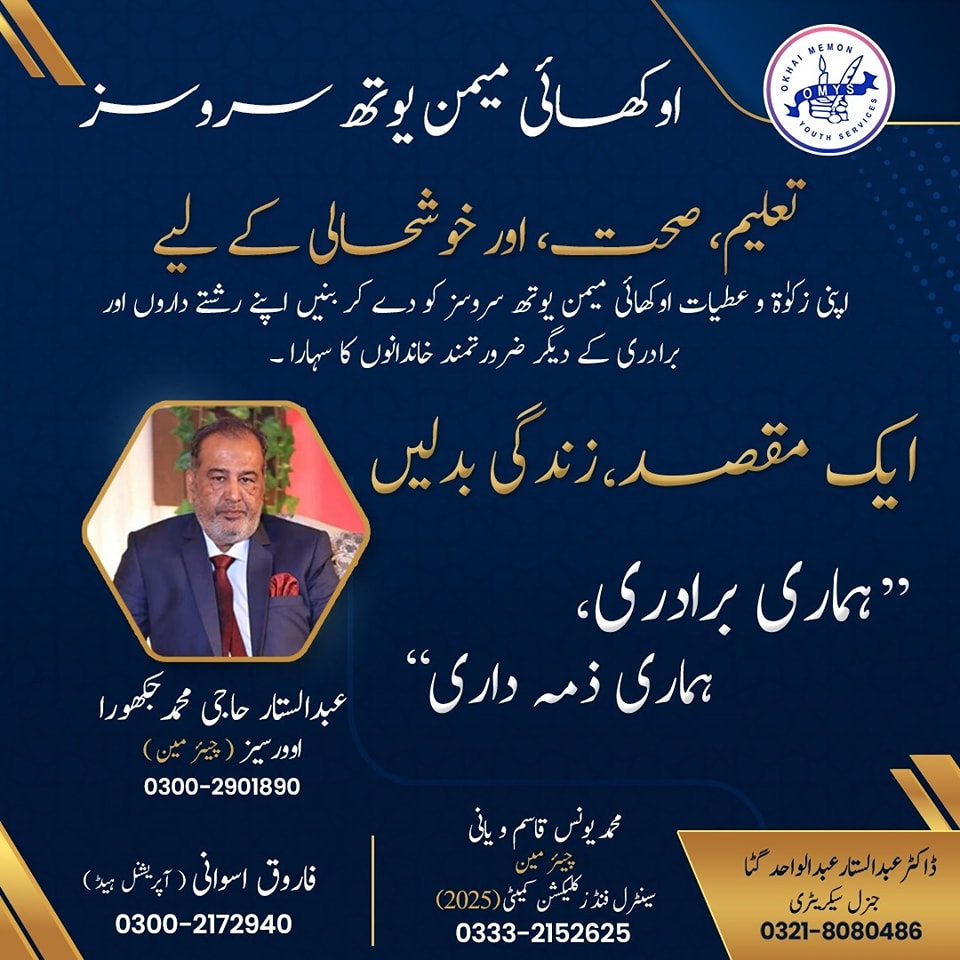 اوکھائی میمن یوتھ سروسز
OKHAI MEMON
OMYS
YOUTH SERVICES
تعلیم، صحت، اور خوشحالی کے لیے
اپنی زکوٰۃ و عطیات اوکھائی میمن یوتھ سروسز کو دے کر بنیں اپنے رشتے داروں اور
برادری کے دیگر ضرورتمند خاندانوں کا سہارا ۔
ایک مقصد، زندگی بدلیں
”ہماری برادری،
ہماری ذمہ داری“
عبدالستار حاجی محمد جکھورا
اوورسیز (چیئرمین)
0300-2901890
فاروق اسوانی (آپریشنل ہیڈ)
0300-2172940
محمد یونس قاسم ویانی
چیئرمین
سینٹرل فنڈز کلیکشن کمیٹی (2025)
0333-2152625
ڈاکٹر عبدالستار عبدالواحد گٹا
جنرل سیکریٹری
0321-8080486